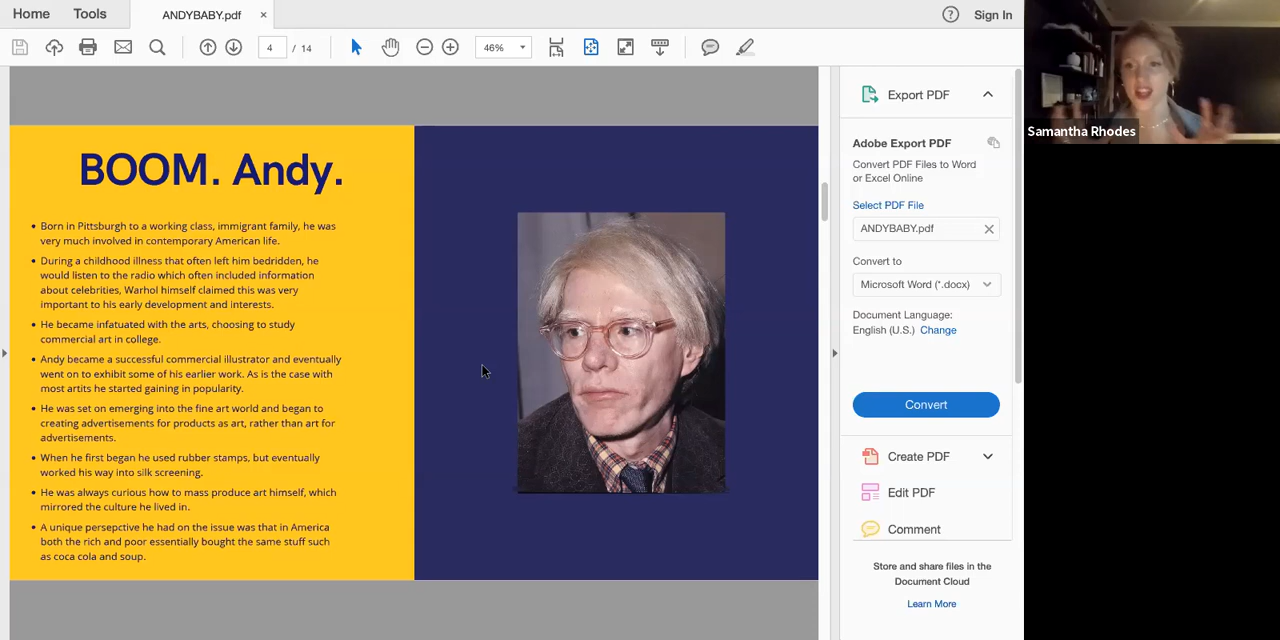 Home
Tools
ANDYBABY.pdf
×
Sign In
4 / 14
46%
BOOM. Andy.
• Born in Pittsburgh to a working class, immigrant family, he was
very much involved in contemporary American life.
• During a childhood illness that often left him bedridden, he
would listen to the radio which often included information
about celebrities, Warhol himself claimed this was very
important to his early development and interests.
• He became infatuated with the arts, choosing to study
commercial art in college.
• Andy became a successful commercial illustrator and eventually
went on to exhibit some of his earlier work. As is the case with
most artits he started gaining in popularity.
• He was set on emerging into the fine art world and began to
creating advertisements for products as art, rather than art for
advertisements.
• When he first began he used rubber stamps, but eventually
worked his way into silk screening.
• He was always curious how to mass produce art himself, which
mirrored the culture he lived in.
• A unique persepctive he had on the issue was that in America
both the rich and poor essentially bought the same stuff such
as coca cola and soup.
Export PDF
Adobe Export PDF
Convert PDF Files to Word
or Excel Online
Select PDF File
ANDYBABY.pdf
Convert to
Microsoft Word (*.docx)
Document Language:
English (U.S.) Change
Convert
Create PDF
Edit PDF
Comment
Store and share files in the
Document Cloud
Learn More
Samantha Rhodes